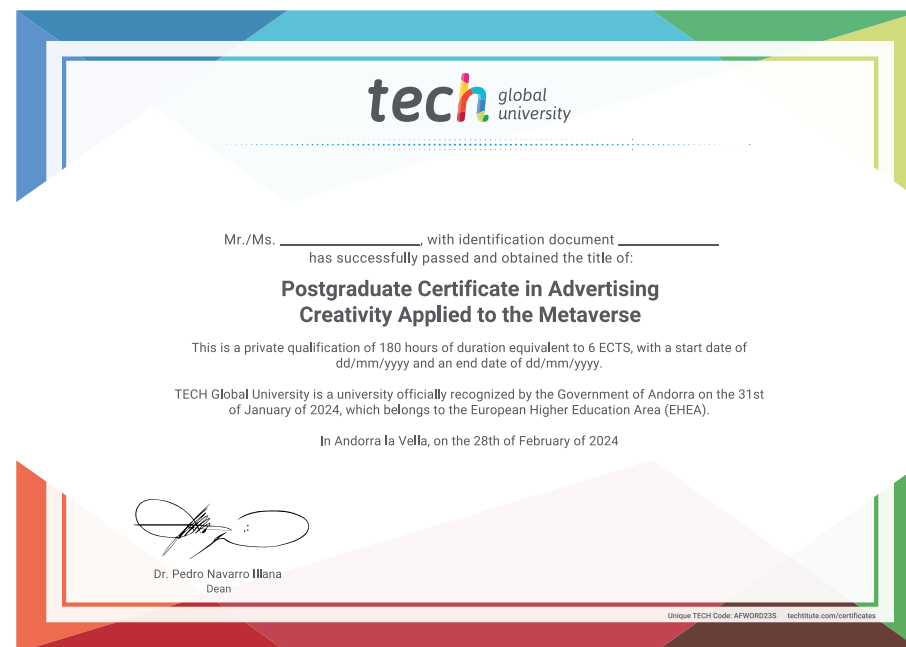 tech global
university
Mr./Ms. ____________, with identification document ____________
has successfully passed and obtained the title of:
Postgraduate Certificate in Advertising
Creativity Applied to the Metaverse
This is a private qualification of 180 hours of duration equivalent to 6 ECTS, with a start date of
dd/mm/yyyy and an end date of dd/mm/yyyy.
TECH Global University is a university officially recognized by the Government of Andorra on the 31st
of January of 2024, which belongs to the European Higher Education Area (EHEA).
In Andorra la Vella, on the 28th of February of 2024
Dr. Pedro Navarro Illana
Dean
Unique TECH Code: AFWORD23S techtitute.com/certificates